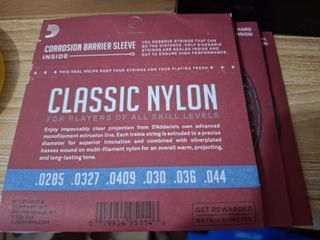 CORROSION BARRIER SLEEVE
INSIDE
YOU DESERVE STRINGS THAT CAN
GO THE DISTANCE. ONLY D'ADDARIO
STRINGS ARE SEALED INSIDE AND
OUT TO ENSURE HIGH PERFORMANCE.
THIS SEAL HELPS KEEP YOUR STRINGS AND YOUR PLAYING FRESH.
CLASSIC NYLON
FOR PLAYERS OF ALL SKILL LEVELS
Enjoy impeccably clear projection from D'Addario's own advanced
monofilament extrusion line. Each treble string is extruded to a precise
diameter for superior intonation and combined with silverplated
basses wound on multi-filament nylon for an overall warm, projecting,
and long-lasting tone.
.0285 .0327 .0409 .030 .036 .044
GET REWARDED
DETAILS INSIDE
HARD